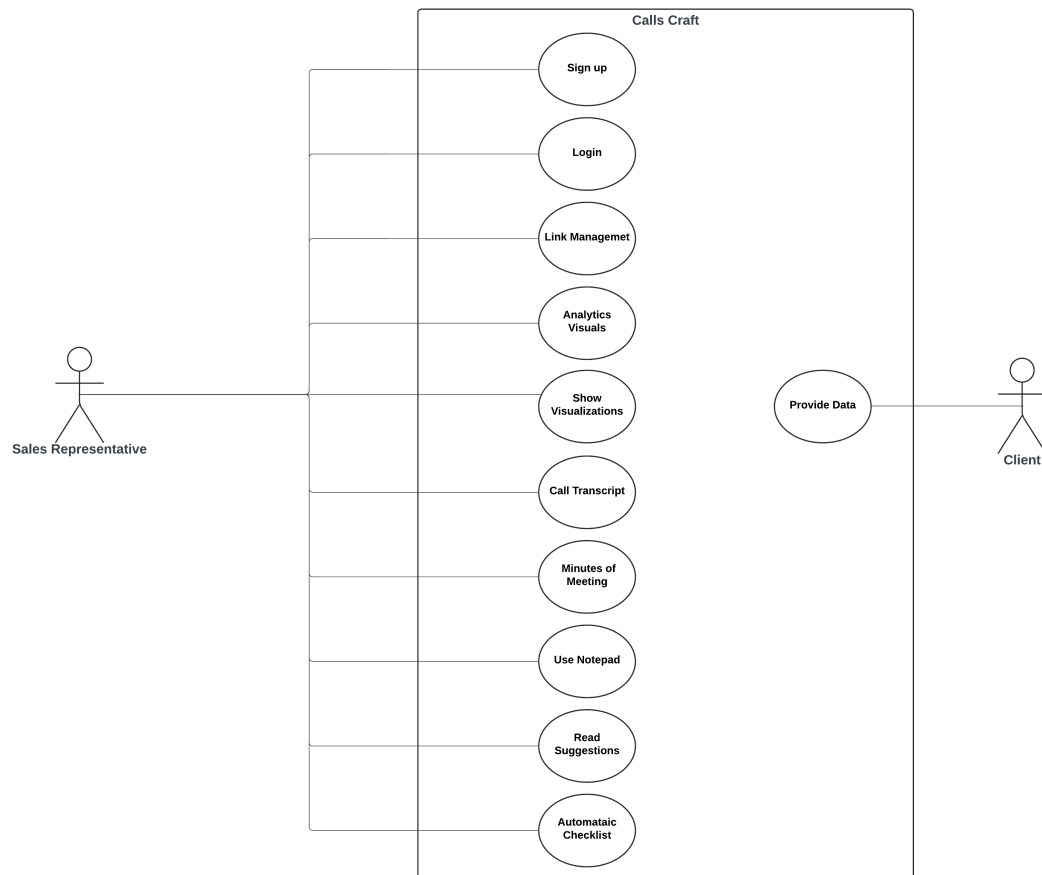 Calls Craft
Sign up
Login
Link Managemet
Analytics
Visuals
Show
Visualizations
Provide Data
Sales Representative
Client
Call Transcript
Minutes of
Meeting
Use Notepad
Read
Suggestions
Automataic
Checklist